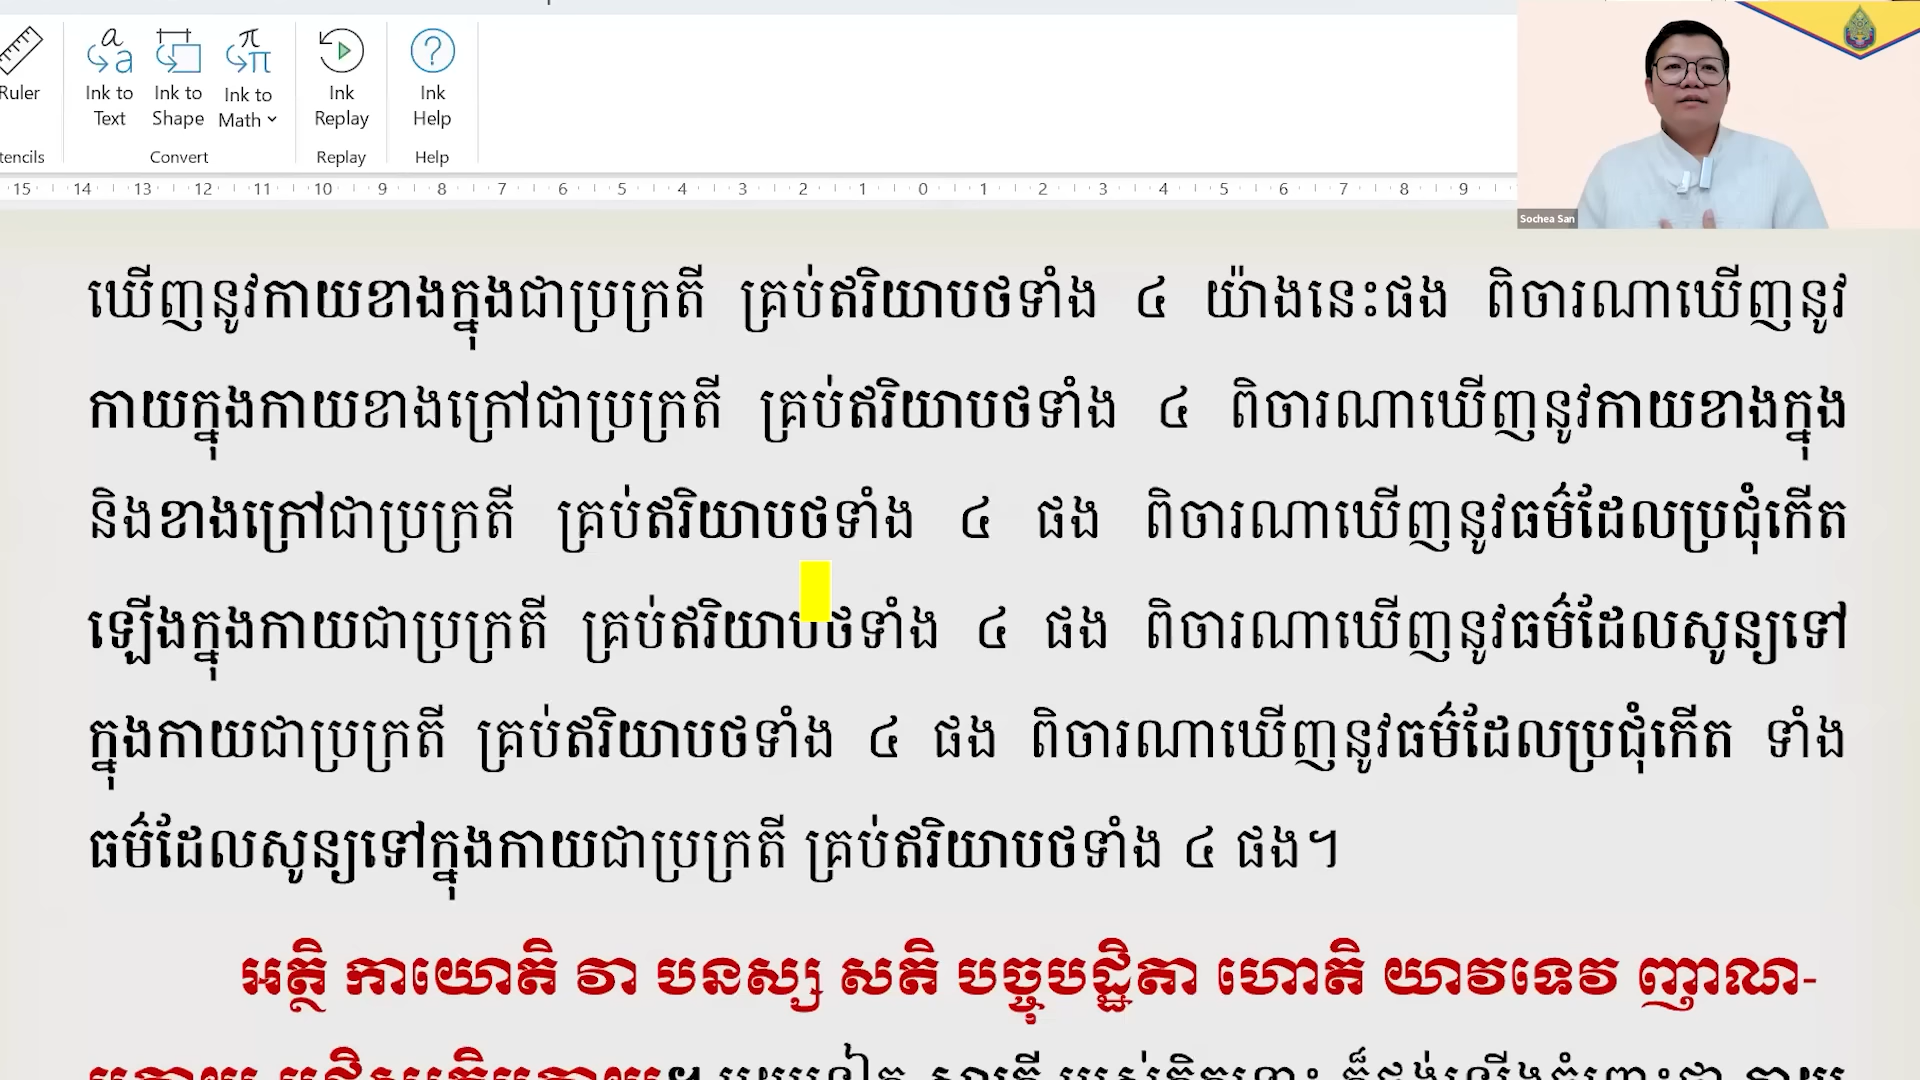 Ruler
Ink to Text
Ink to Shape
Ink to Math
Ink Replay
Ink Help
Convert
Replay
Help
15 14 13 12 11 10 9 8 7 6 5 4 3 2 1 0 1 2 3 4 5 6 7 8 9
Sochea San
ឃើញនូវកាយខាងក្នុងជាប្រក្រតី គ្រប់ឥរិយាបថទាំង ៤ យ៉ាងនេះផង ពិចារណាឃើញនូវ
កាយក្នុងកាយខាងក្រៅជាប្រក្រតី គ្រប់ឥរិយាបថទាំង ៤ ពិចារណាឃើញនូវកាយខាងក្នុង
និងខាងក្រៅជាប្រក្រតី គ្រប់ឥរិយាបថទាំង ៤ ផង ពិចារណាឃើញនូវធម៌ដែលប្រជុំកើត
ឡើងក្នុងកាយជាប្រក្រតី គ្រប់ឥរិយាបថទាំង ៤ ផង ពិចារណាឃើញនូវធម៌ដែលសូន្យទៅ
ក្នុងកាយជាប្រក្រតី គ្រប់ឥរិយាបថទាំង ៤ ផង ពិចារណាឃើញនូវធម៌ដែលប្រជុំកើត ទាំង
ធម៌ដែលសូន្យទៅក្នុងកាយជាប្រក្រតី គ្រប់ឥរិយាបថទាំង ៤ ផង។
អត្ថិ កាយោតិ វា បនស្ស សតិ បច្ចុបដ្ឋិតា ហោតិ យាវទេវ ញាណ-